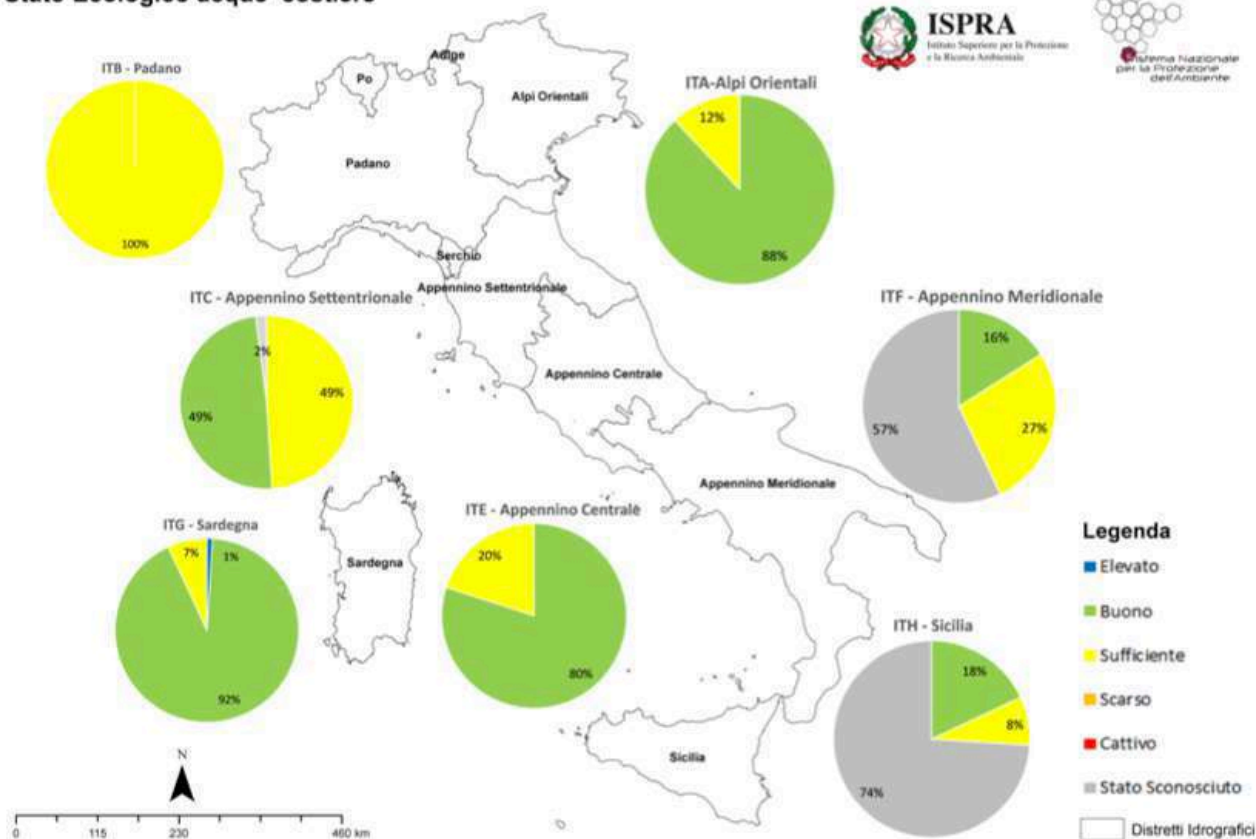 Stato Ecologico acque costiere
ISPRA
Istituto Superiore per la Protezione
e la Ricerca Ambientale
Sistema Nazionale
per la Protezione
dell'Ambiente
ITB - Padano
100%
Adige
Po
Alpi Orientali
Padano
ITA-Alpi Orientali
12%
88%
Serchio
Appennino Settentrionale
ITC - Appennino Settentrionale
2%
49%
49%
Appennino Centrale
ITF - Appennino Meridionale
16%
57%
27%
Appennino Meridionale
ITG - Sardegna
7%
1%
92%
Sardegna
ITE - Appennino Centrale
20%
80%
Legenda
Elevato
Buono
Sufficiente
Scarso
Cattivo
Stato Sconosciuto
Distretti Idrografici
ITH - Sicilia
18%
8%
74%
Sicilia
N
0 115 230 460 km